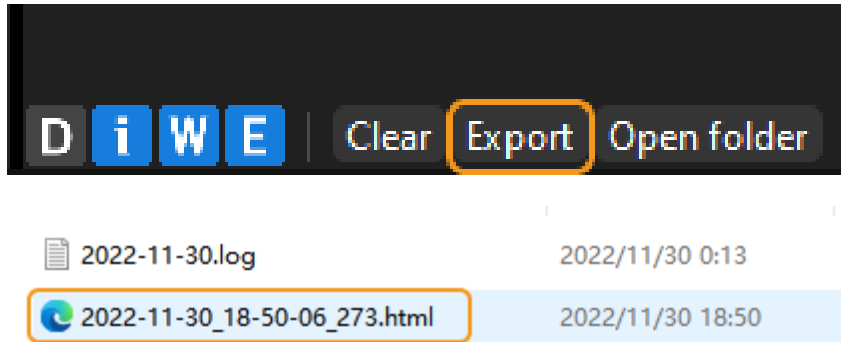 D i W E Clear Export Open folder
2022-11-30.log 2022/11/30 0:13
2022-11-30_18-50-06_273.html 2022/11/30 18:50